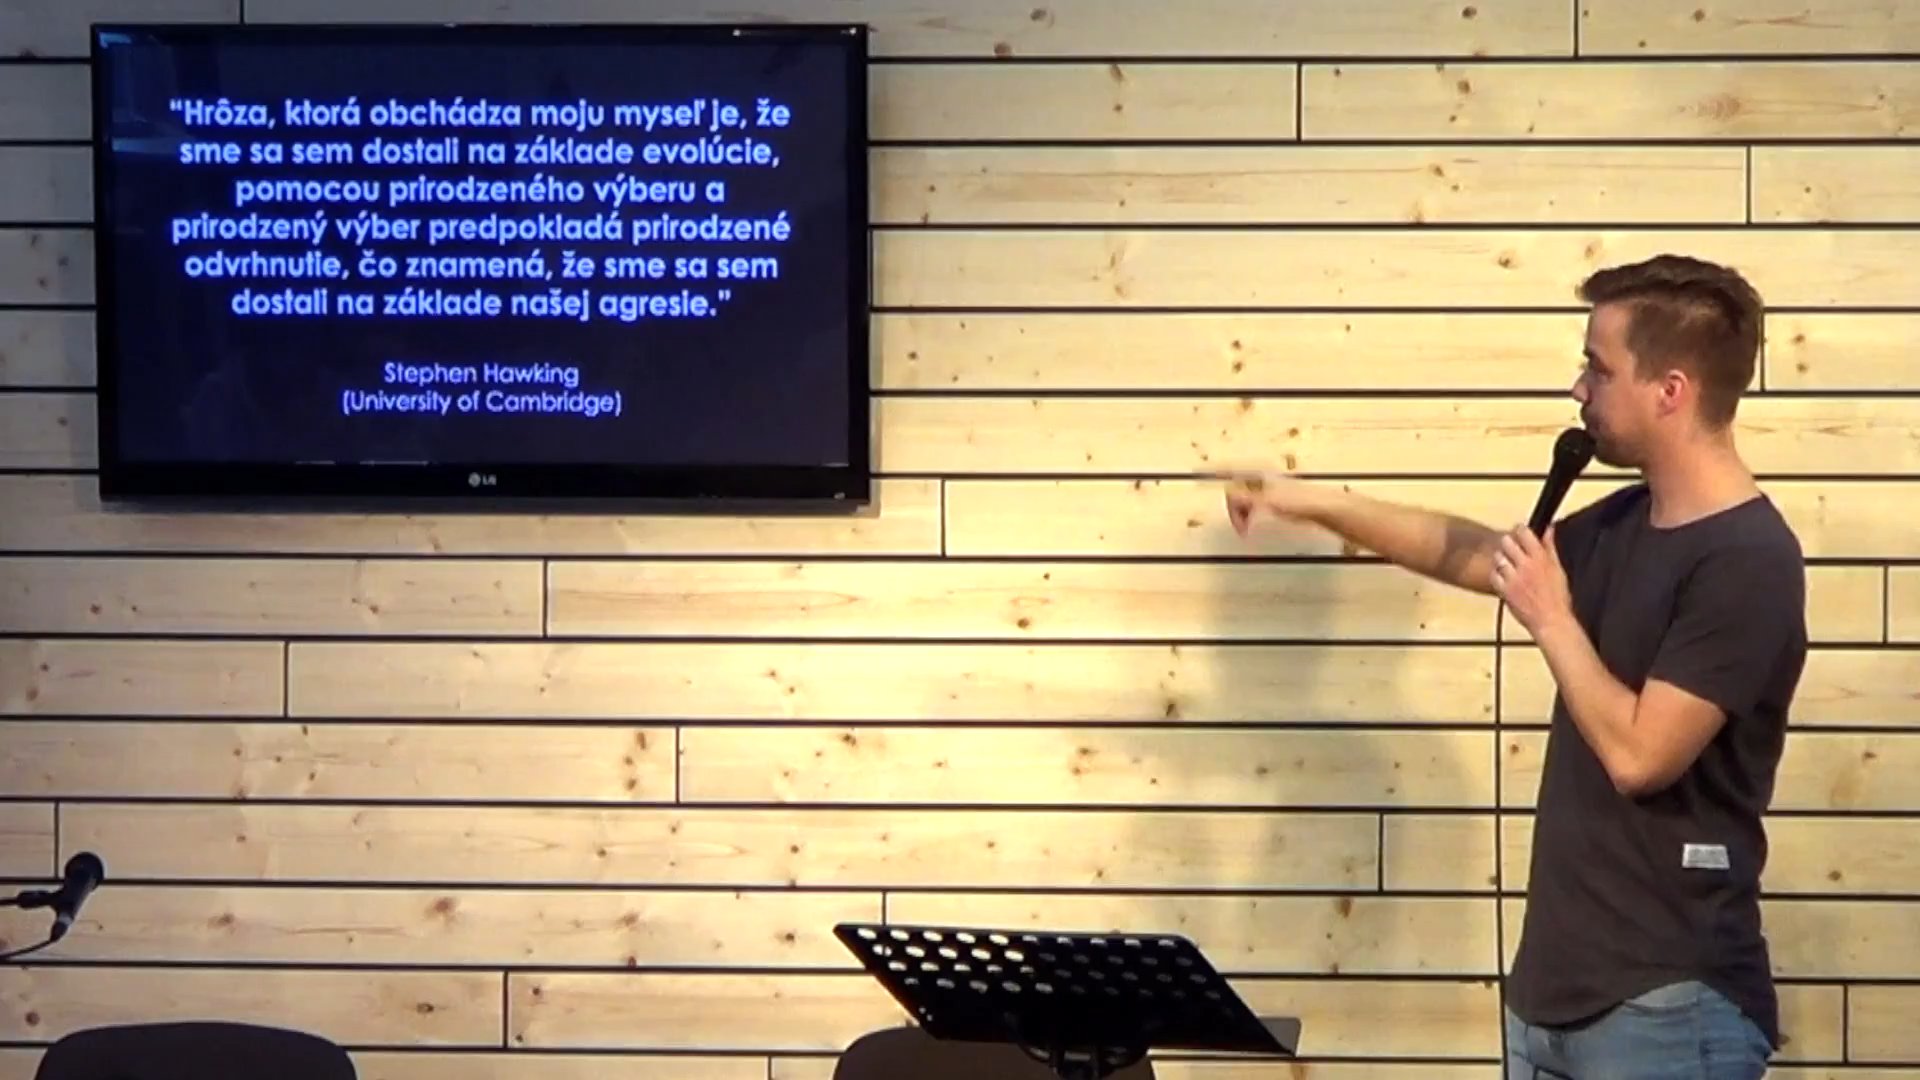 “Hrôza, ktorá obchádza moju myseľ je, že
sme sa sem dostali na základe evolúcie,
pomocou prirodzeného výberu a
prirodzený výber predpokladá prirodzené
odvrhnutie, čo znamená, že sme sa sem
dostali na základe našej agresie.”
Stephen Hawking
(University of Cambridge)
LG